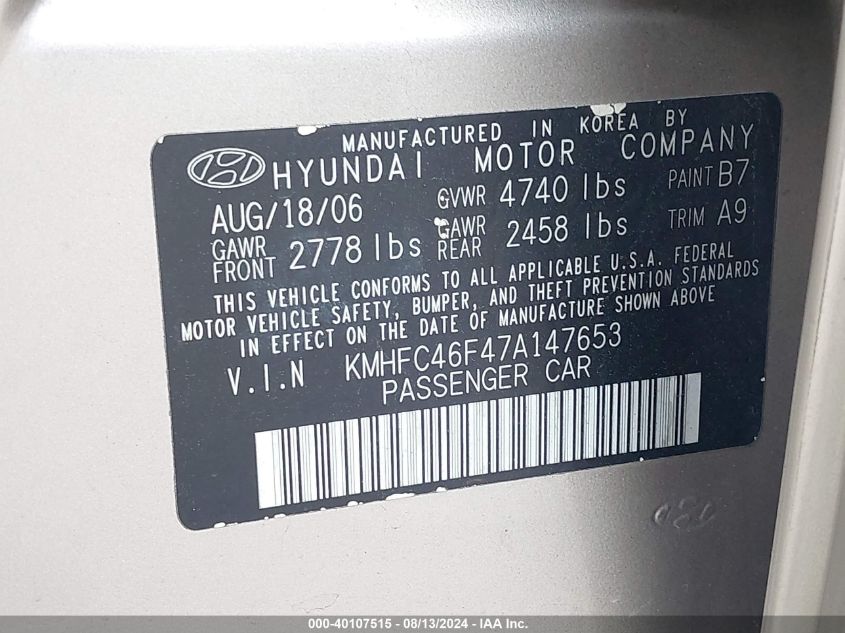 MANUFACTURED IN KOREA BY
HYUNDAI MOTOR COMPANY
AUG/18/06 GVWR 4740 lbs PAINT B7
GAWR FRONT 2778 lbs GAWR REAR 2458 lbs TRIM A9
THIS VEHICLE CONFORMS TO ALL APPLICABLE U.S.A. FEDERAL
MOTOR VEHICLE SAFETY, BUMPER, AND THEFT PREVENTION STANDARDS
IN EFFECT ON THE DATE OF MANUFACTURE SHOWN ABOVE
V.I.N KMHFC46F47A147653
PASSENGER CAR
000-40107515 - 08/13/2024 - IAA Inc.